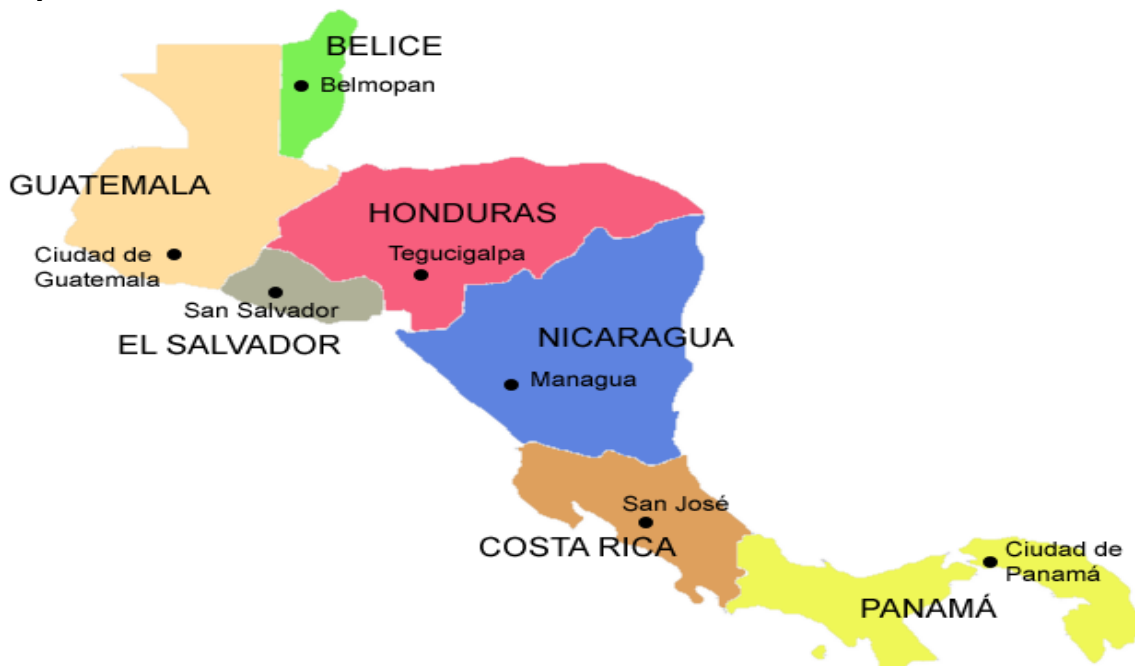 BELICE
Belmopan
GUATEMALA
HONDURAS
Ciudad de
Guatemala
Tegucigalpa
San Salvador
EL SALVADOR
NICARAGUA
Managua
San José
COSTA RICA
Ciudad de
Panamá
PANAMÁ